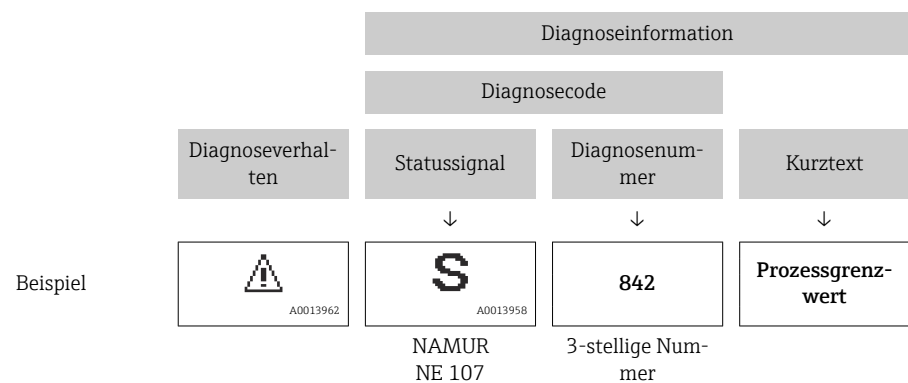 Diagnoseinformation
Diagnosecode
Diagnoseverhal-
ten
Statussignal
Diagnosenum-
mer
Kurztext
↓ ↓ ↓
Beispiel
A0013962
S
A0013958
842
Prozessgrenz-
wert
NAMUR
NE 107
3-stellige Num-
mer